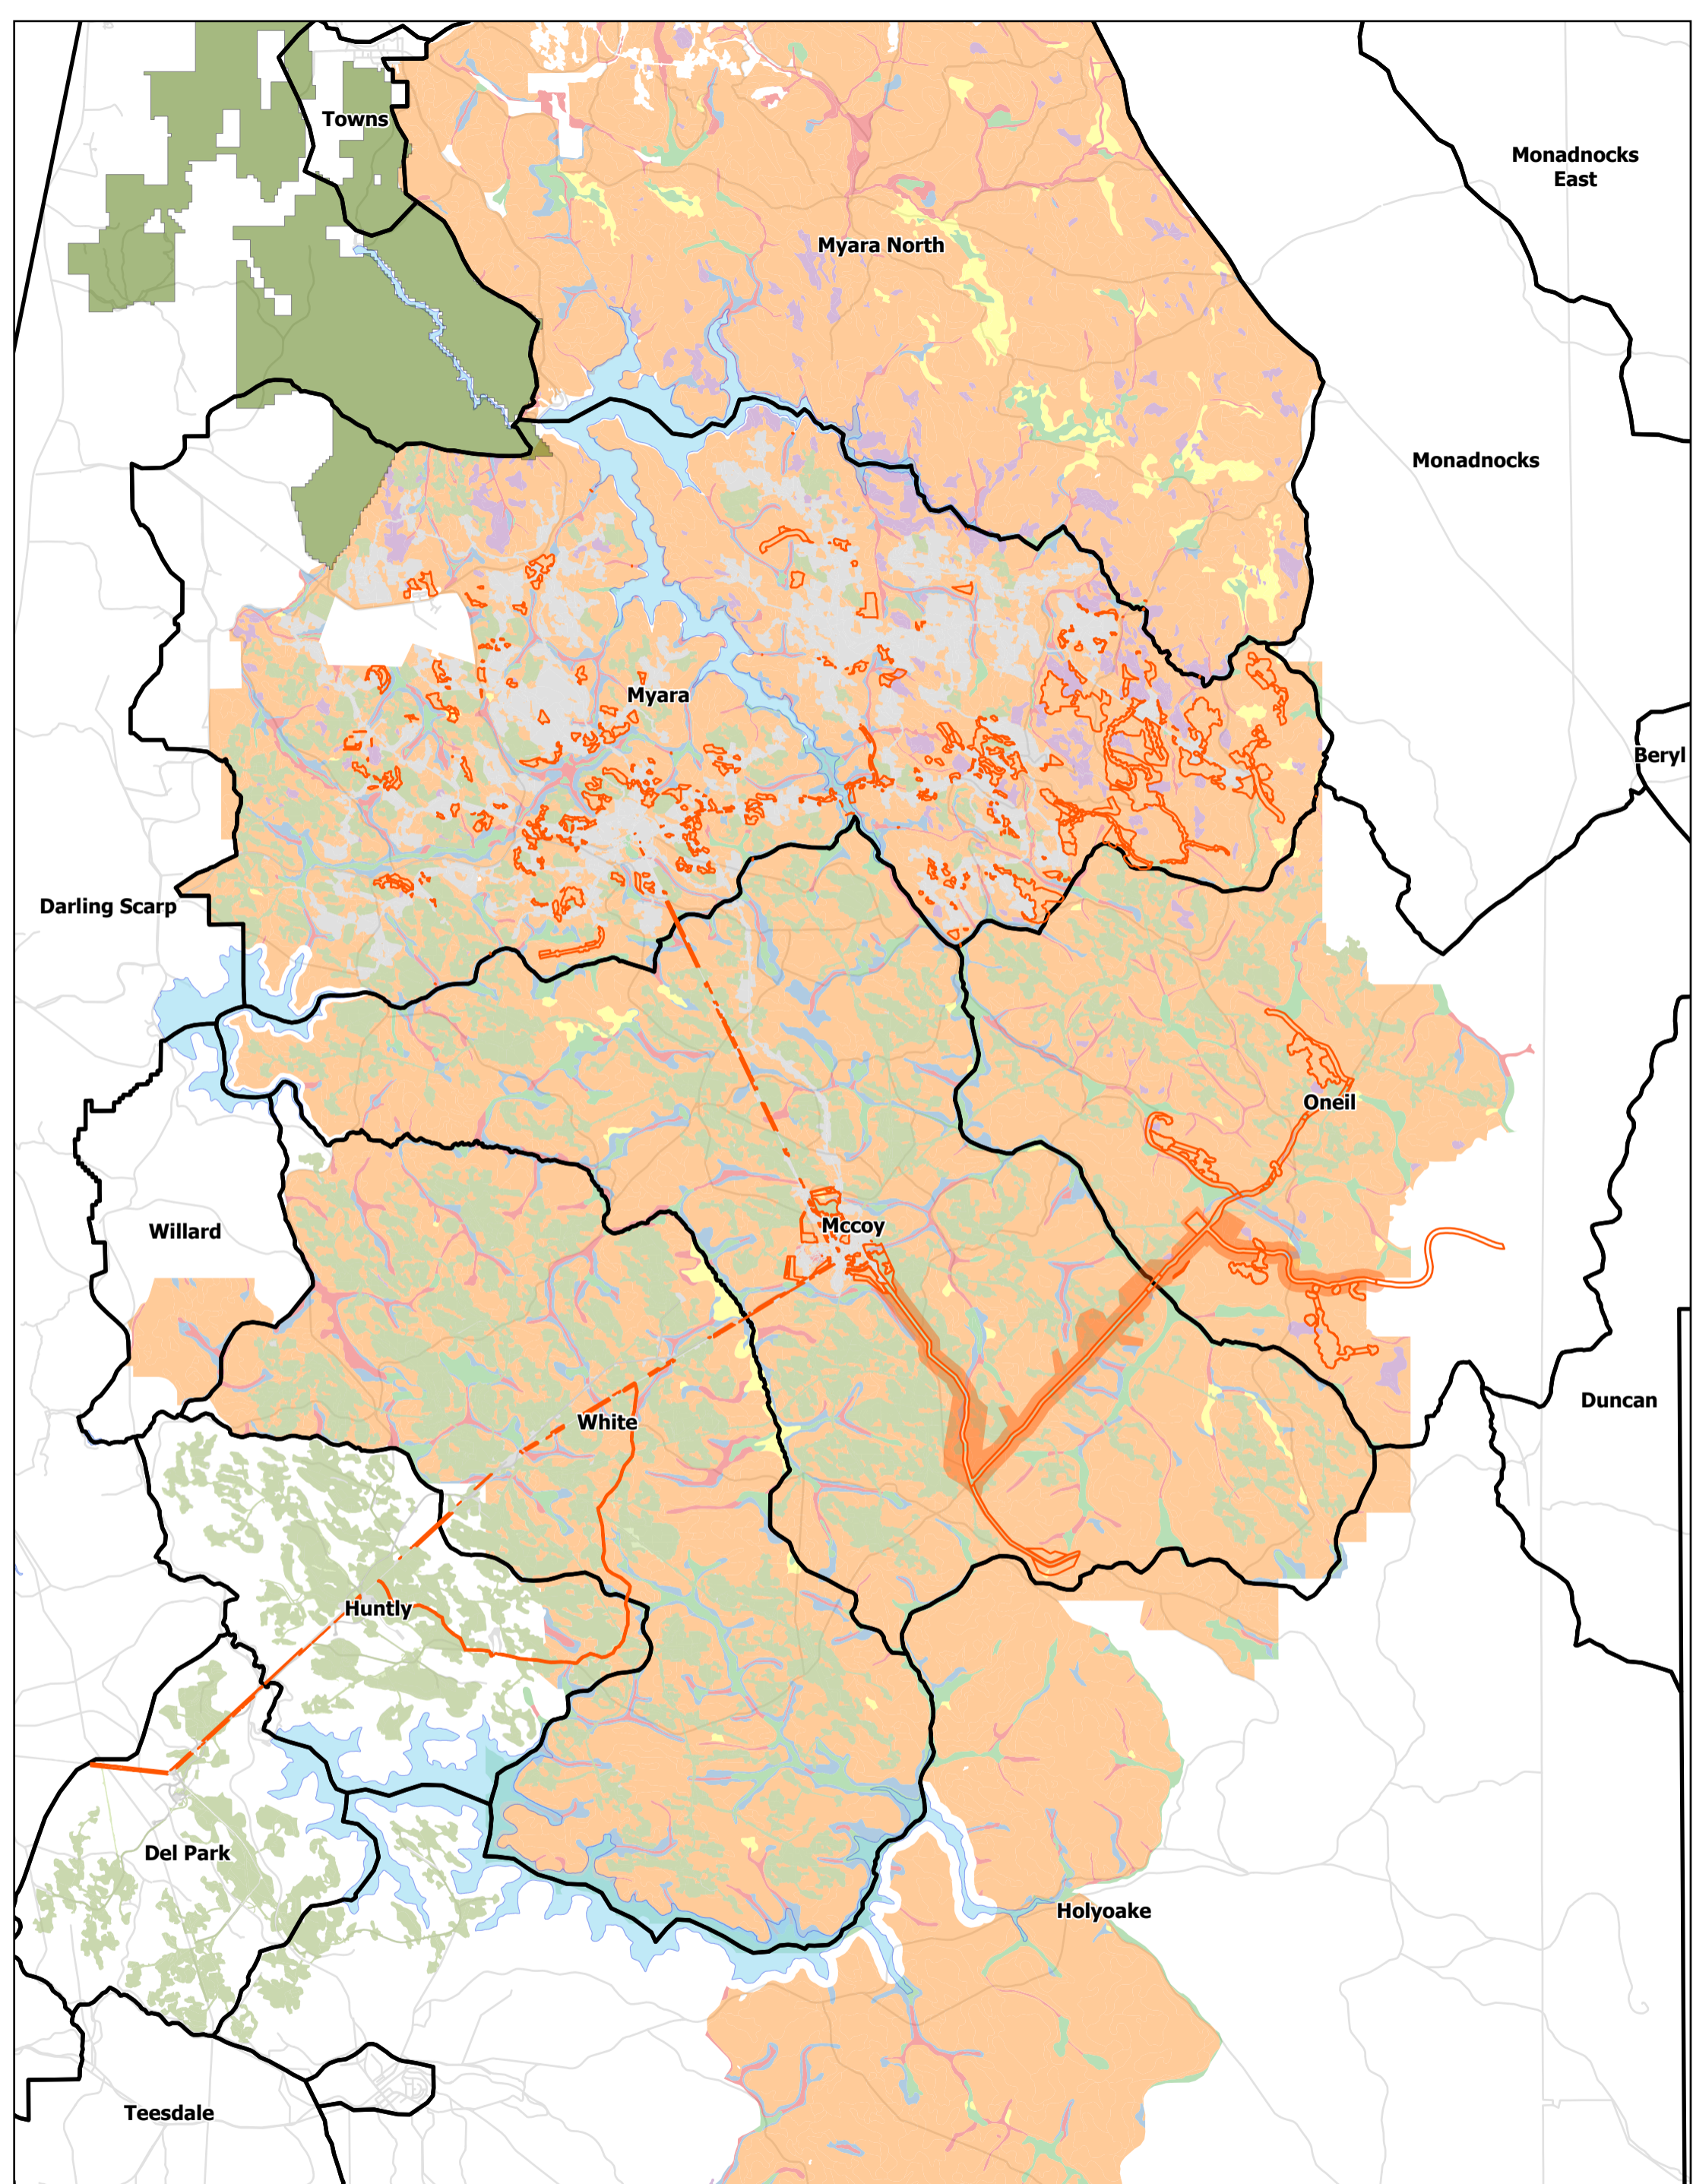 Towns
Monadnocks
East
Myara North
Monadnocks
Myara
Beryl
Darling Scarp
Oneil
Mccoy
Willard
Duncan
White
Huntly
Del Park
Holyoake
Teesdale